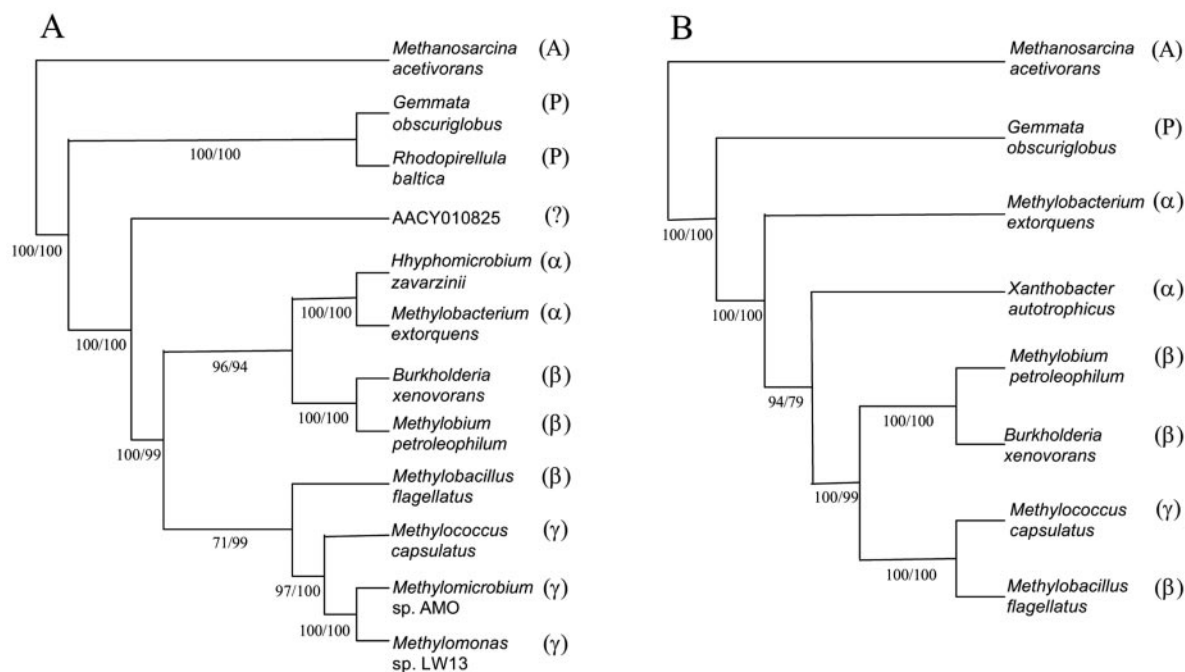 A
Methanosarcina
acetivorans
(A)
Gemmata
obscuriglobus
(P)
100/100
Rhodopirellula
baltica
(P)
AACY010825
(?)
100/100
Hhyphomicrobium
zavarzinii
(α)
100/100
Methylobacterium
extorquens
(α)
100/100
96/94
Burkholderia
xenovorans
(β)
100/100
Methylobium
petroleophilum
(β)
100/99
Methylobacillus
flagellatus
(β)
71/99
Methylococcus
capsulatus
(γ)
97/100
Methylomicrobium
sp. AMO
(γ)
100/100
Methylomonas
sp. LW13
(γ)
B
Methanosarcina
acetivorans
(A)
Gemmata
obscuriglobus
(P)
Methylobacterium
extorquens
(α)
100/100
Xanthobacter
autotrophicus
(α)
100/100
Methylobium
petroleophilum
(β)
94/79
100/100
Burkholderia
xenovorans
(β)
100/99
Methylococcus
capsulatus
(γ)
100/100
Methylobacillus
flagellatus
(β)